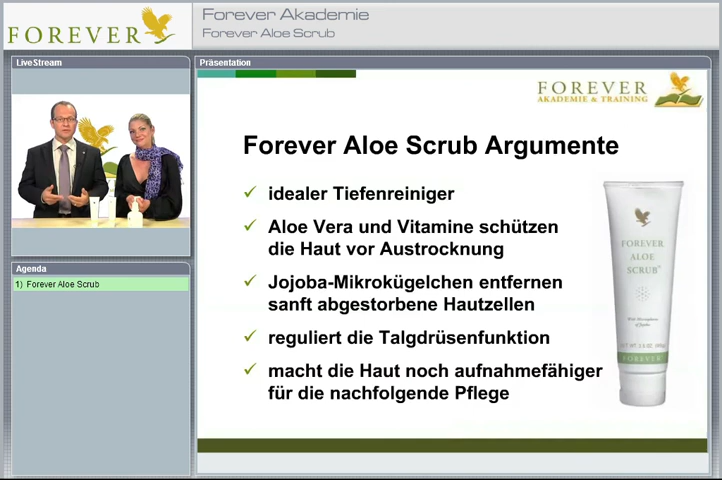 FOREVER
Forever Akademie
Forever Aloe Scrub
LiveStream
Präsentation
FOREVER
AKADEMIE & TRAINING
Forever Aloe Scrub Argumente
idealer Tiefenreiniger
Aloe Vera und Vitamine schützen
die Haut vor Austrocknung
Jojoba-Mikrokügelchen entfernen
sanft abgestorbene Hautzellen
reguliert die Talgdrüsenfunktion
macht die Haut noch aufnahmefähiger
für die nachfolgende Pflege
FOREVER
ALOE
SCRUB
FOREVER
Agenda
1) Forever Aloe Scrub